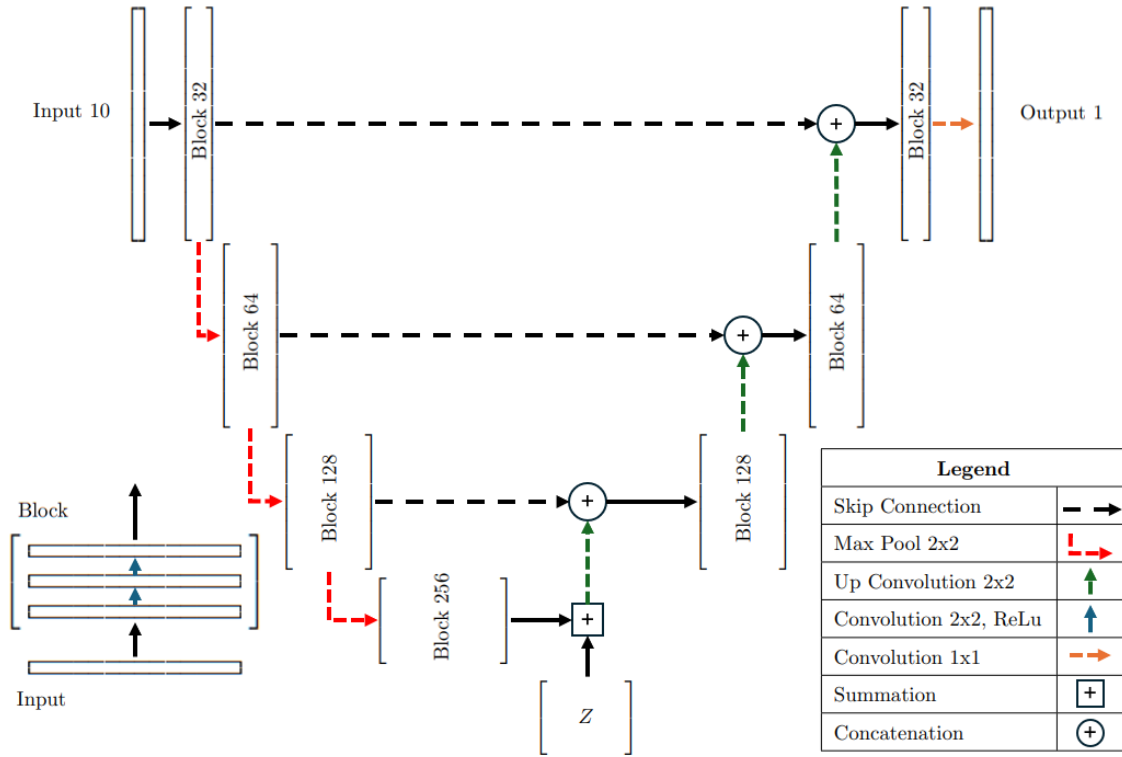 Input 10
Block 32
+
Block 32
Output 1
Block 64
+
Block 64
Block 128
+
Block 128
Block 256
+
Z
Block
Input
Legend
Skip Connection
Max Pool 2x2
Up Convolution 2x2
Convolution 2x2, ReLu
Convolution 1x1
Summation +
Concatenation +